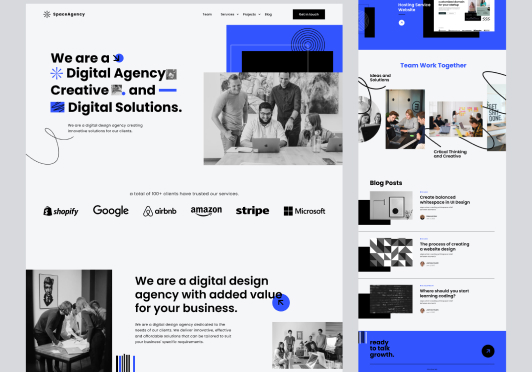 SpaceAgency
Team Services Projects Blog
Get in touch
We are a
Digital Agency
Creative and
Digital Solutions.
We are a digital design agency creating
innovative solutions for our clients.
a total of 100+ clients have trusted our services.
shopify Google airbnb amazon stripe Microsoft
We are a digital design
agency with added value
for your business.
We are a digital design agency dedicated to the
needs of our clients. We deliver innovative, effective
and affordable solutions that can be tailored to suit
your business' specific requirements.
Hosting Service
Website
Team Work Together
Ideas and
Solutions
Critical Thinking
and Creative
Blog Posts
Create balanced
whitespace in UI Design
The process of creating
a website design
Where should you start
learning coding?
ready
to talk
growth.